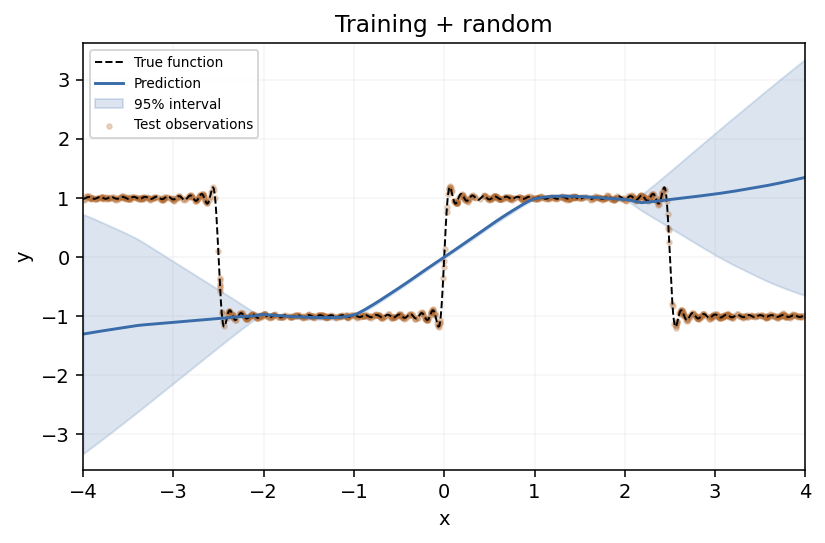 Training + random
True function
Prediction
95% interval
Test observations
3
2
1
0
−1
−2
−3
y
−4 −3 −2 −1 0 1 2 3 4
x